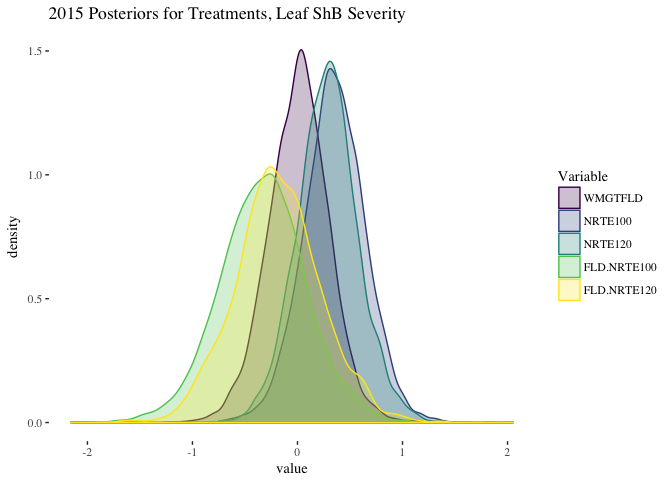 2015 Posteriors for Treatments, Leaf ShB Severity
1.5
1.0
0.5
0.0
density
-2
-1
0
1
2
value
Variable
WMGTFLD
NRTE100
NRTE120
FLD.NRTE100
FLD.NRTE120